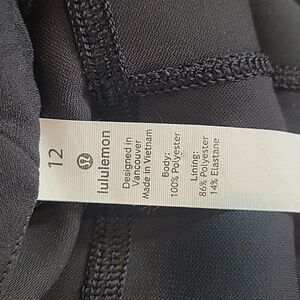 12
lululemon
Designed in
Vancouver
Made in Vietnam
Body:
100% Polyester
Lining:
86% Polyester
14% Elastane